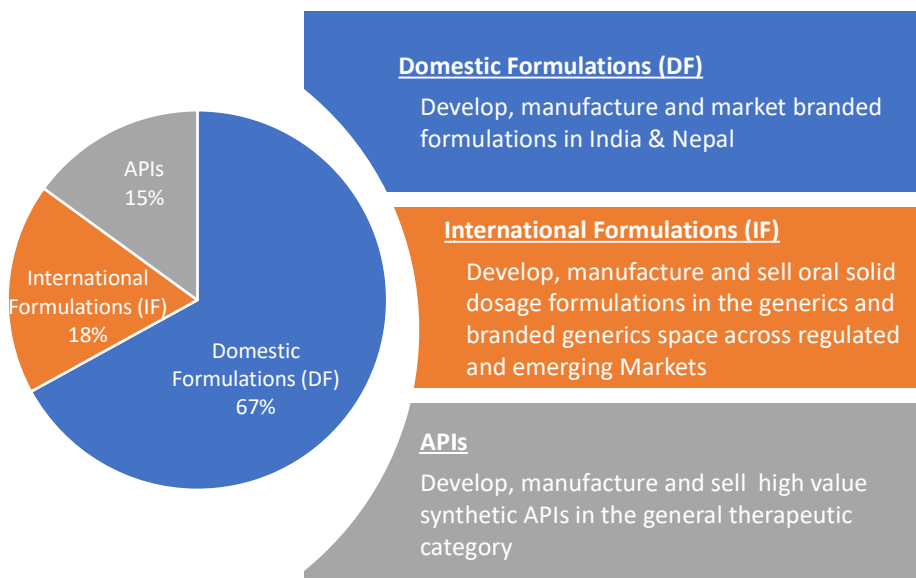 APIs
15%
International
Formulations (IF)
18%
Domestic
Formulations (DF)
67%
Domestic Formulations (DF)
Develop, manufacture and market branded
formulations in India & Nepal
International Formulations (IF)
Develop, manufacture and sell oral solid
dosage formulations in the generics and
branded generics space across regulated
and emerging Markets
APIs
Develop, manufacture and sell  high value
synthetic APIs in the general therapeutic
category